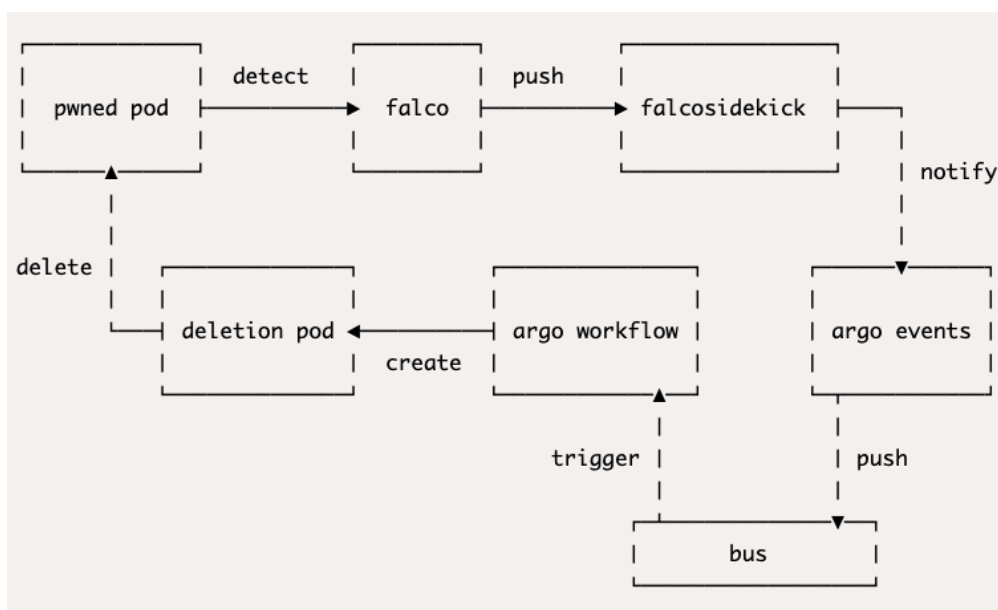 detect push
pwned pod falco falcosidekick
notify
delete
deletion pod argo workflow argo events
create
trigger push
bus